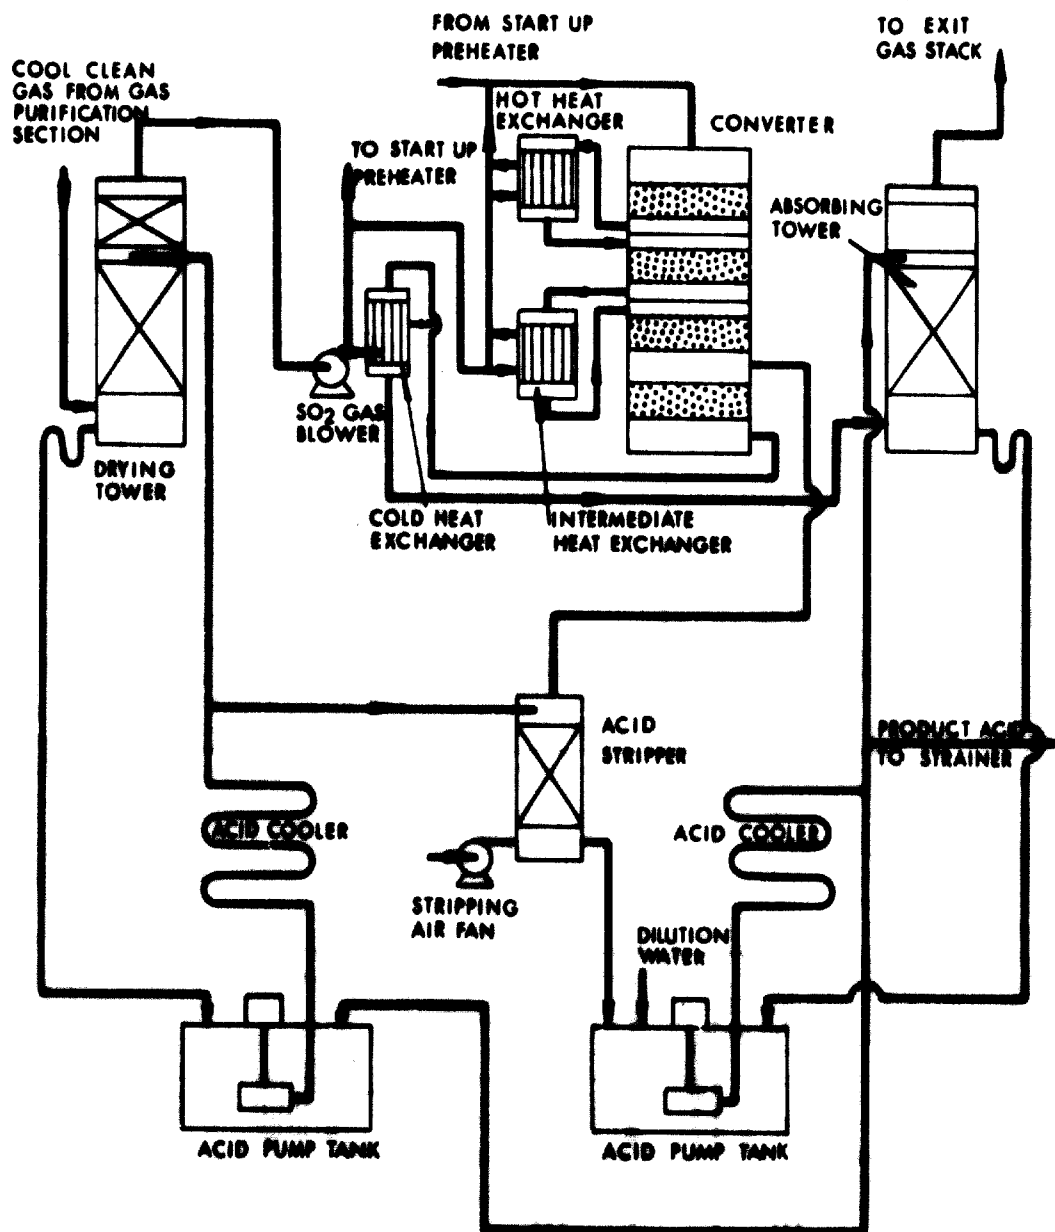 FROM START UP
PREHEATER
TO EXIT
GAS STACK
COOL CLEAN
GAS FROM GAS
PURIFICATION
SECTION
HOT HEAT
EXCHANGER
CONVERTER
TO START UP
PREHEATER
ABSORBING
TOWER
SO2 GAS
BLOWER
DRYING
TOWER
COLD HEAT
EXCHANGER
INTERMEDIATE
HEAT EXCHANGER
ACID
STRIPPER
PRODUCT ACID
TO STRAINER
ACID COOLER
ACID COOLER
STRIPPING
AIR FAN
DILUTION
WATER
ACID PUMP TANK
ACID PUMP TANK